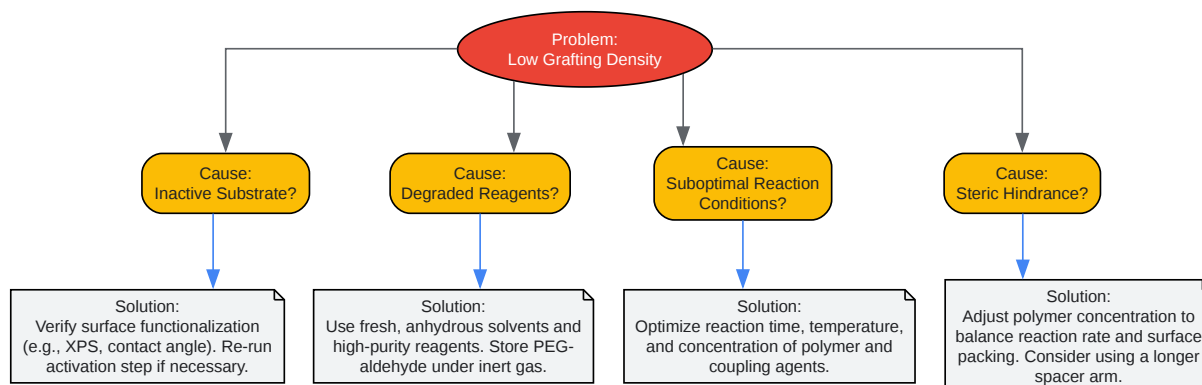 Problem:
Low Grafting Density
Cause:
Inactive Substrate?
Cause:
Degraded Reagents?
Cause:
Suboptimal Reaction
Conditions?
Cause:
Steric Hindrance?
Solution:
Verify surface functionalization
(e.g., XPS, contact angle). Re-run
activation step if necessary.
Solution:
Use fresh, anhydrous solvents and
high-purity reagents. Store PEG-
aldehyde under inert gas.
Solution:
Optimize reaction time, temperature,
and concentration of polymer and
coupling agents.
Solution:
Adjust polymer concentration to
balance reaction rate and surface
packing. Consider using a longer
spacer arm.